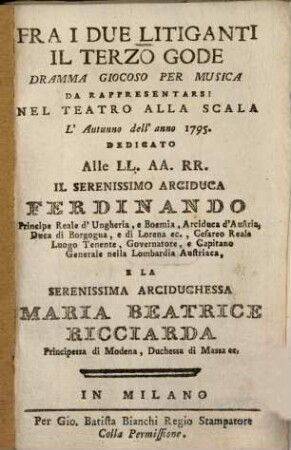 FRA I DUE LITIGANTI
IL TERZO GODE
DRAMMA GIOCOSO PER MUSICA
DA RAPPRESENTARSI
NEL TEATRO ALLA SCALA
L' Autunno dell' anno 1795.
DEDICATO
Alle LL. AA. RR.
IL SERENISSIMO ARCIDUCA
FERDINANDO
Principe Reale d' Ungheria, e Boemia, Arciduca d'Austria,
Duca di Borgogna, e di Lorena ec., Cesareo Reale
Luogo Tenente, Governatore, e Capitano
Generale nella Lombardia Austriaca,
E LA
SERENISSIMA ARCIDUCHESSA
MARIA BEATRICE
RICCIARDA
Principessa di Modena, Duchessa di Massa ec.
IN MILANO
Per Gio. Batista Bianchi Regio Stampatore
Colla Permissione.